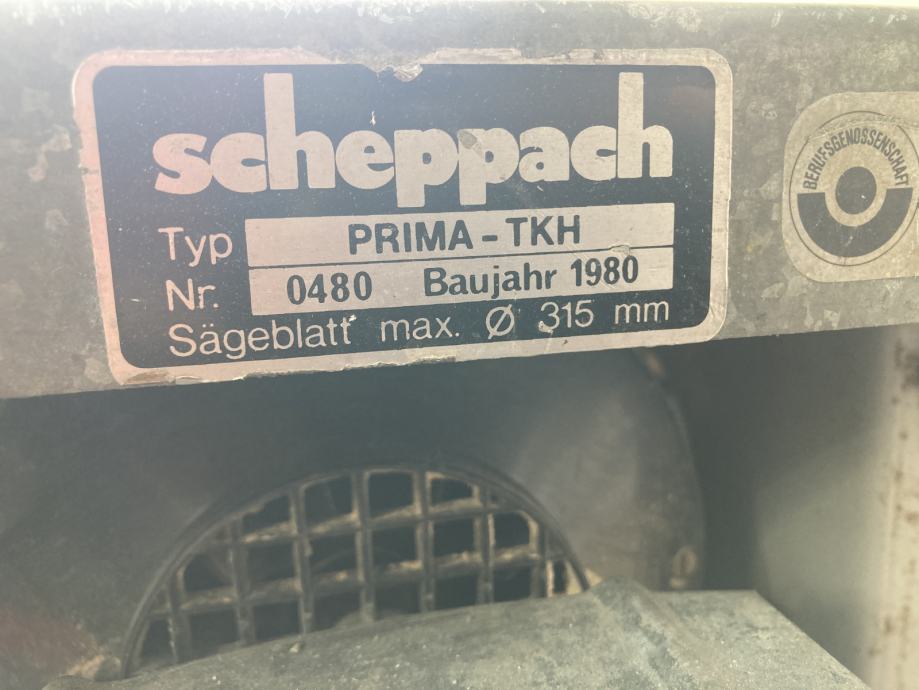 scheppach
Typ PRIMA-TKH
Nr. 0480 Baujahr 1980
Sägeblatt max. Ø 315 mm
BERUFSGENOSSENSCHAFT